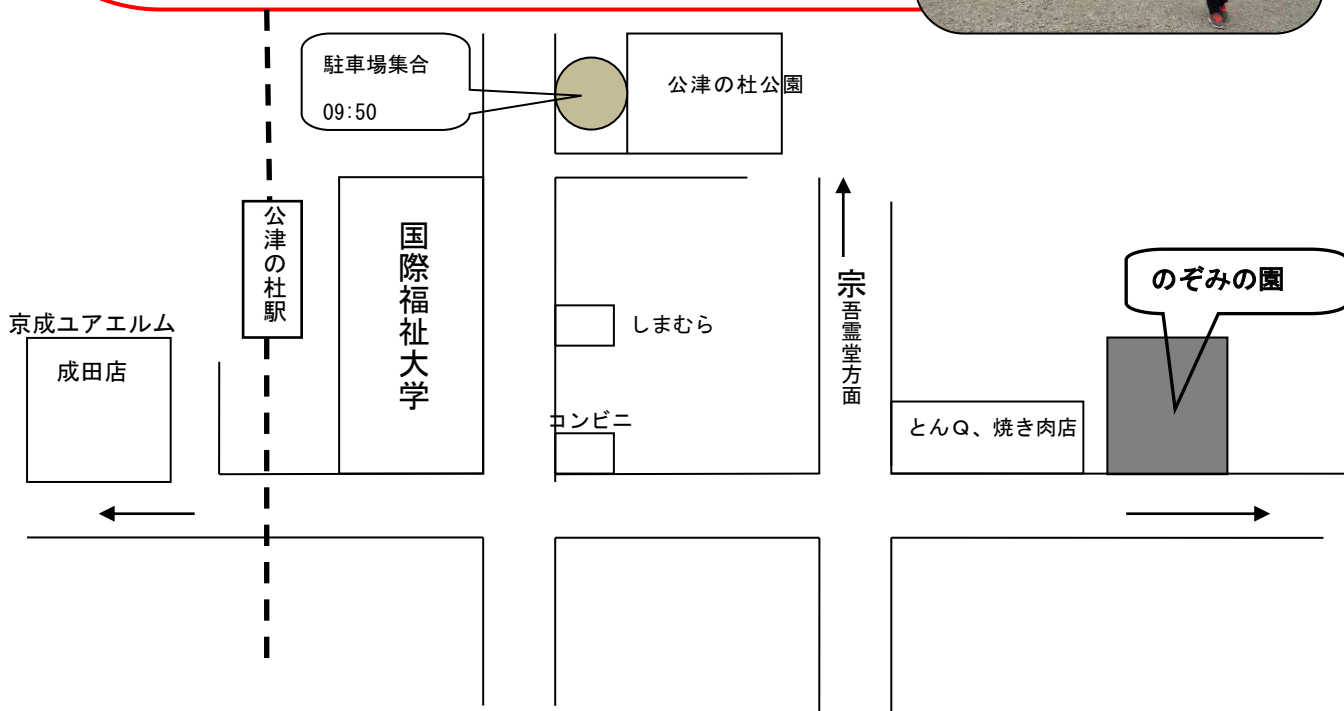 駐車場集合
09:50
公津の杜公園
公津の杜駅
国際福祉大学
宗吾霊堂方面
のぞみの園
京成ユアエルム
成田店
しまむら
コンビニ
とんQ、焼き肉店